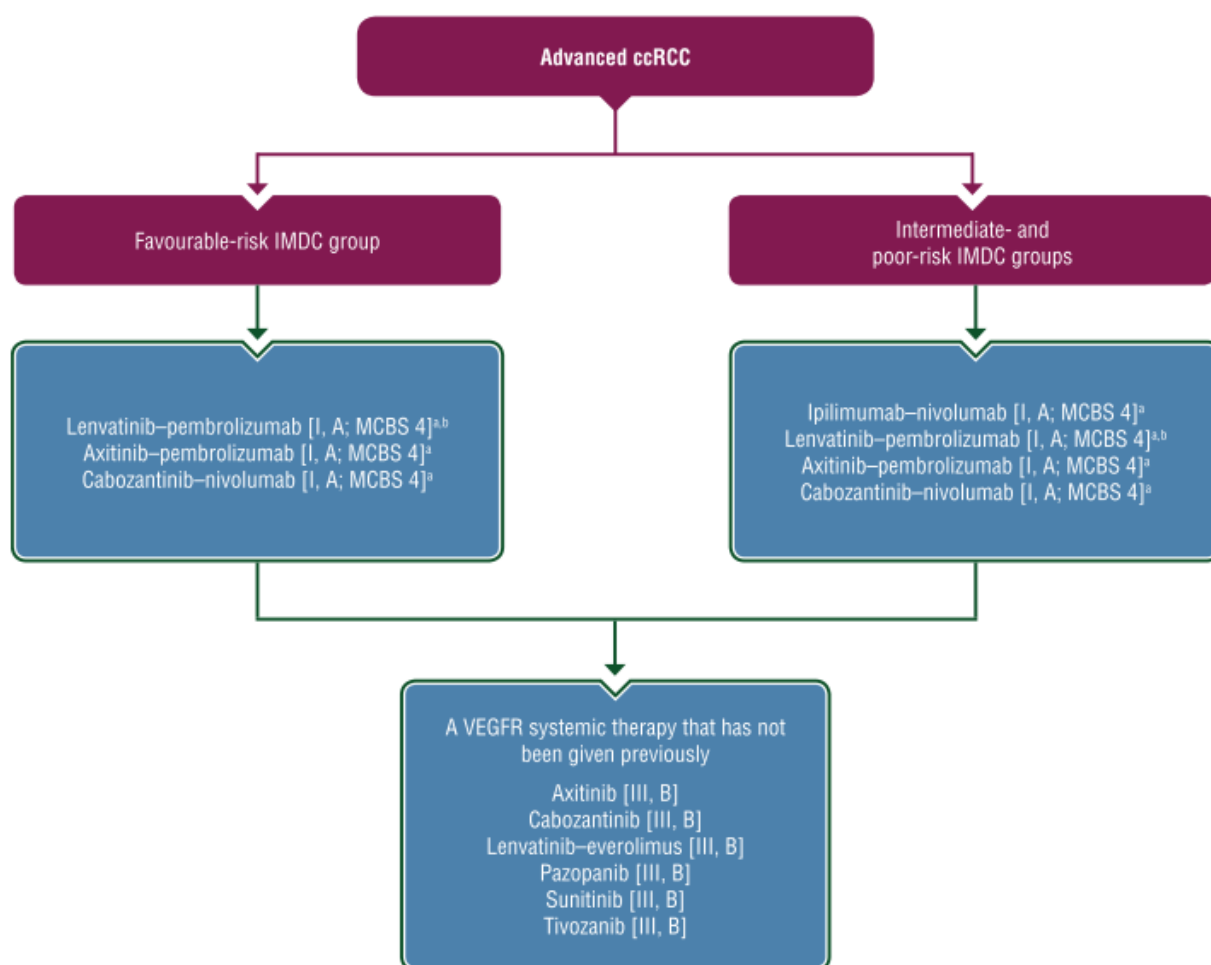 Advanced ccRCC
Favourable-risk IMDC group
Intermediate- and
poor-risk IMDC groups
Lenvatinib–pembrolizumab [I, A; MCBS 4]a,b
Axitinib–pembrolizumab [I, A; MCBS 4]a
Cabozantinib–nivolumab [I, A; MCBS 4]a
Ipilimumab–nivolumab [I, A; MCBS 4]a
Lenvatinib–pembrolizumab [I, A; MCBS 4]a,b
Axitinib–pembrolizumab [I, A; MCBS 4]a
Cabozantinib–nivolumab [I, A; MCBS 4]a
A VEGFR systemic therapy that has not
been given previously
Axitinib [III, B]
Cabozantinib [III, B]
Lenvatinib–everolimus [III, B]
Pazopanib [III, B]
Sunitinib [III, B]
Tivozanib [III, B]